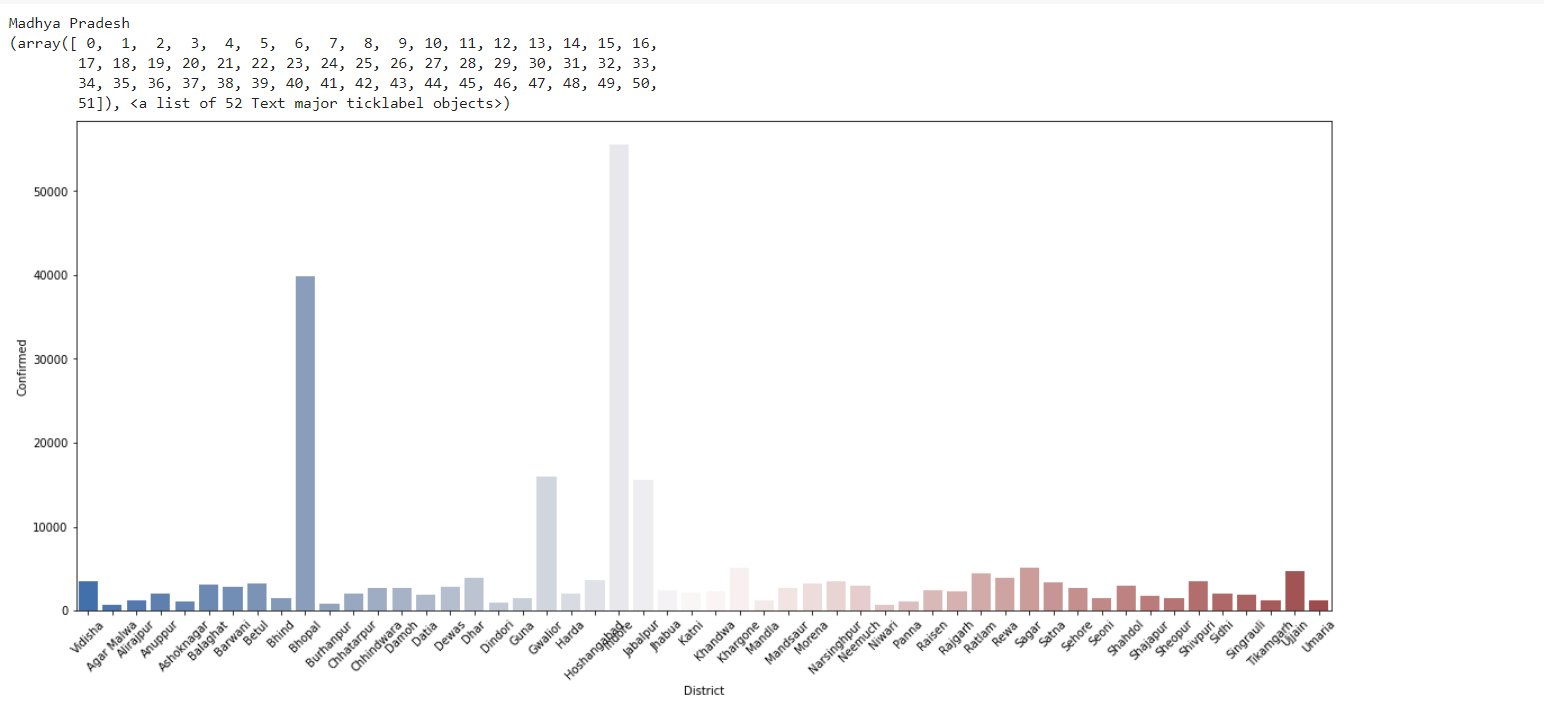 Madhya Pradesh
(array([ 0,  1,  2,  3,  4,  5,  6,  7,  8,  9, 10, 11, 12, 13, 14, 15, 16,
17, 18, 19, 20, 21, 22, 23, 24, 25, 26, 27, 28, 29, 30, 31, 32, 33,
34, 35, 36, 37, 38, 39, 40, 41, 42, 43, 44, 45, 46, 47, 48, 49, 50,
51]), <a list of 52 Text major ticklabel objects>)
50000
40000
30000
20000
10000
0
Confirmed
Vidisha
Agar Malwa
Alirajpur
Anuppur
Ashoknagar
Balaghat
Barwani
Betul
Bhind
Bhopal
Burhanpur
Chhatarpur
Chhindwara
Damoh
Datia
Dewas
Dhar
Dindori
Guna
Gwalior
Harda
Hoshangabad
Indore
Jabalpur
Jhabua
Katni
Khandwa
Khargone
Mandla
Mandsaur
Morena
Narsinghpur
Neemuch
Niwari
Panna
Raisen
Rajgarh
Ratlam
Rewa
Sagar
Satna
Sehore
Seoni
Shahdol
Shajapur
Sheopur
Shivpuri
Sidhi
Singrauli
Tikamgarh
Ujjain
Umaria
District